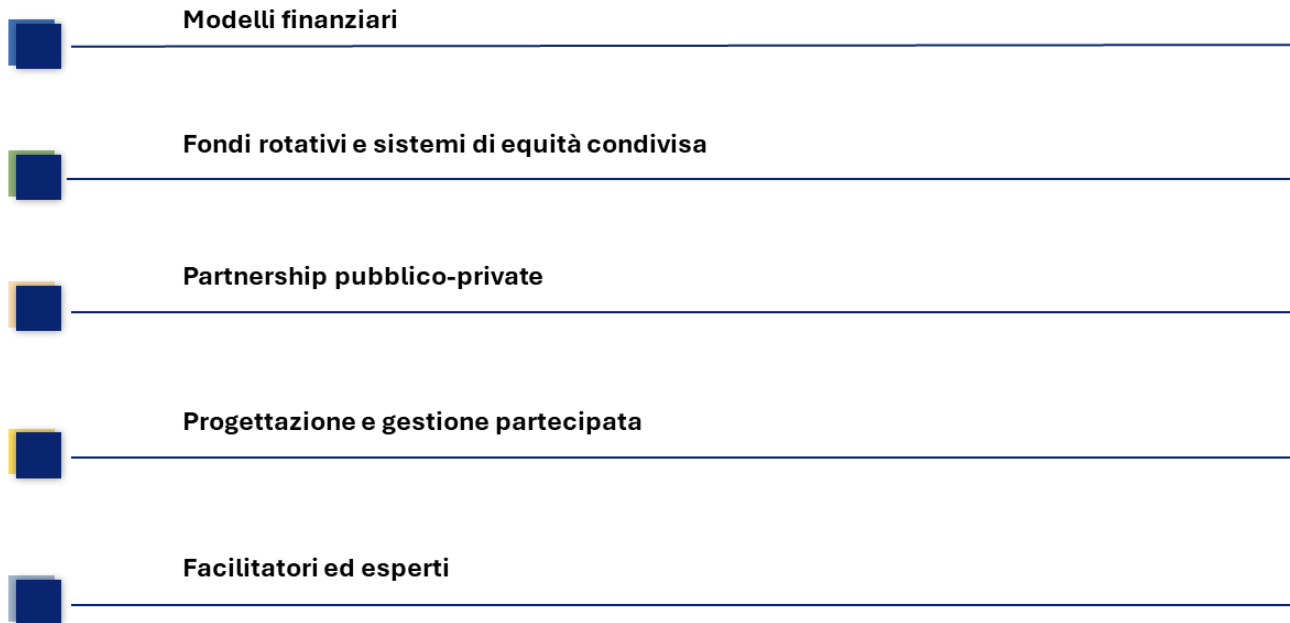 Modelli finanziari
Fondi rotativi e sistemi di equità condivisa
Partnership pubblico-private
Progettazione e gestione partecipata
Facilitatori ed esperti